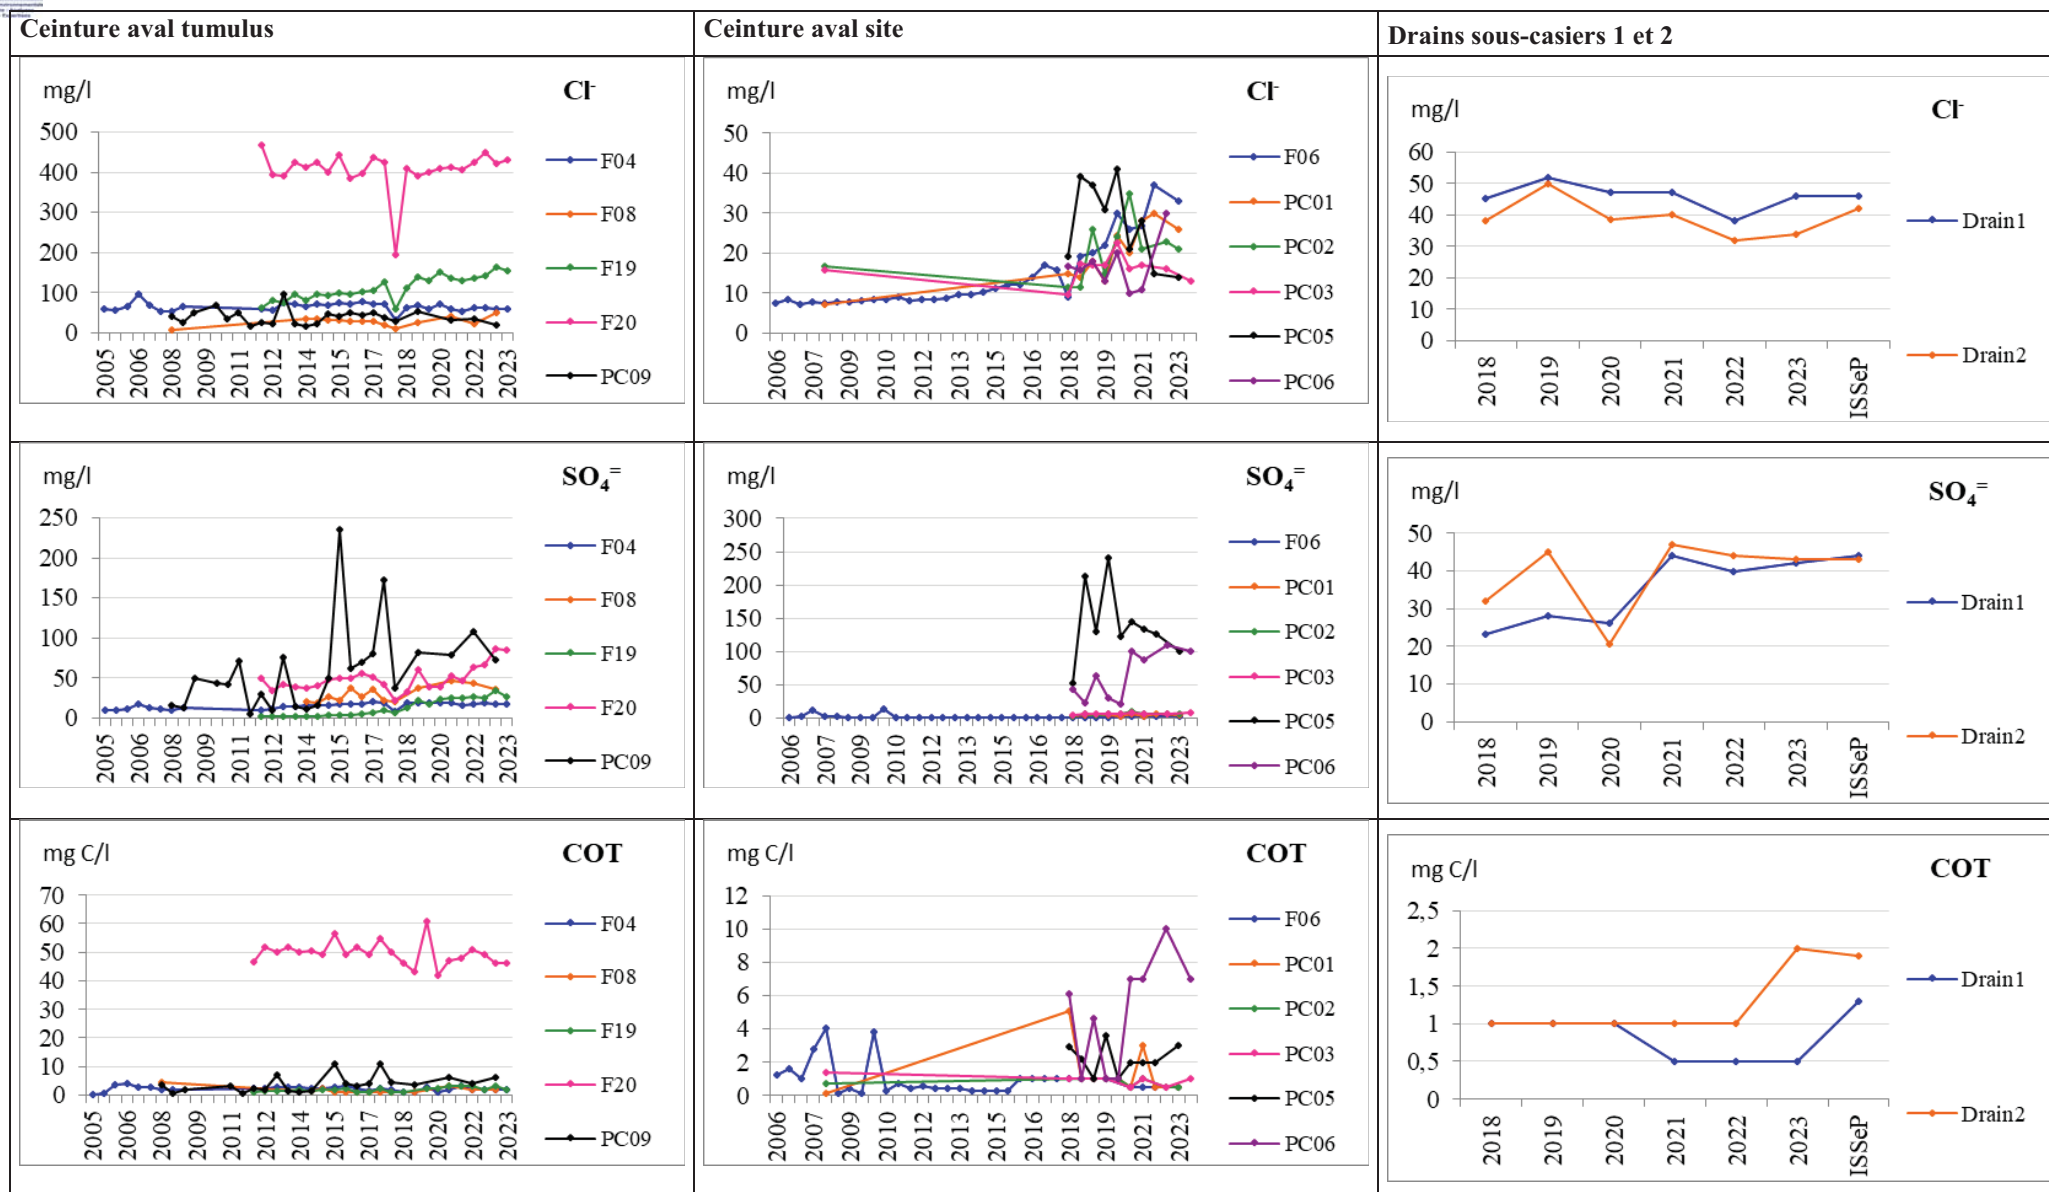 Ceinture aval tumulus
Ceinture aval site
Drains sous-casiers 1 et 2
mg/l
Cl-
500
400
300
200
100
0
2005
2006
2008
2009
2011
2012
2014
2015
2017
2018
2020
2022
2023
F04
F08
F19
F20
PC09
mg/l
Cl-
50
40
30
20
10
0
2006
2007
2009
2010
2012
2013
2015
2016
2018
2019
2021
2023
F06
PC01
PC02
PC03
PC05
PC06
mg/l
Cl-
60
50
40
30
20
10
0
2018
2019
2020
2021
2022
2023
ISSeP
Drain1
Drain2
mg/l
SO4=
250
200
150
100
50
0
2005
2006
2008
2009
2011
2012
2014
2015
2017
2018
2020
2022
2023
F04
F08
F19
F20
PC09
mg/l
SO4=
300
250
200
150
100
50
0
2006
2007
2009
2010
2012
2013
2015
2016
2018
2019
2021
2023
F06
PC01
PC02
PC03
PC05
PC06
mg/l
SO4=
50
40
30
20
10
0
2018
2019
2020
2021
2022
2023
ISSeP
Drain1
Drain2
mg C/l
COT
70
60
50
40
30
20
10
0
2005
2006
2008
2009
2011
2012
2014
2015
2017
2018
2020
2022
2023
F04
F08
F19
F20
PC09
mg C/l
COT
12
10
8
6
4
2
0
2006
2007
2009
2010
2012
2013
2015
2016
2018
2019
2021
2023
F06
PC01
PC02
PC03
PC05
PC06
mg C/l
COT
2,5
2
1,5
1
0,5
0
2018
2019
2020
2021
2022
2023
ISSeP
Drain1
Drain2